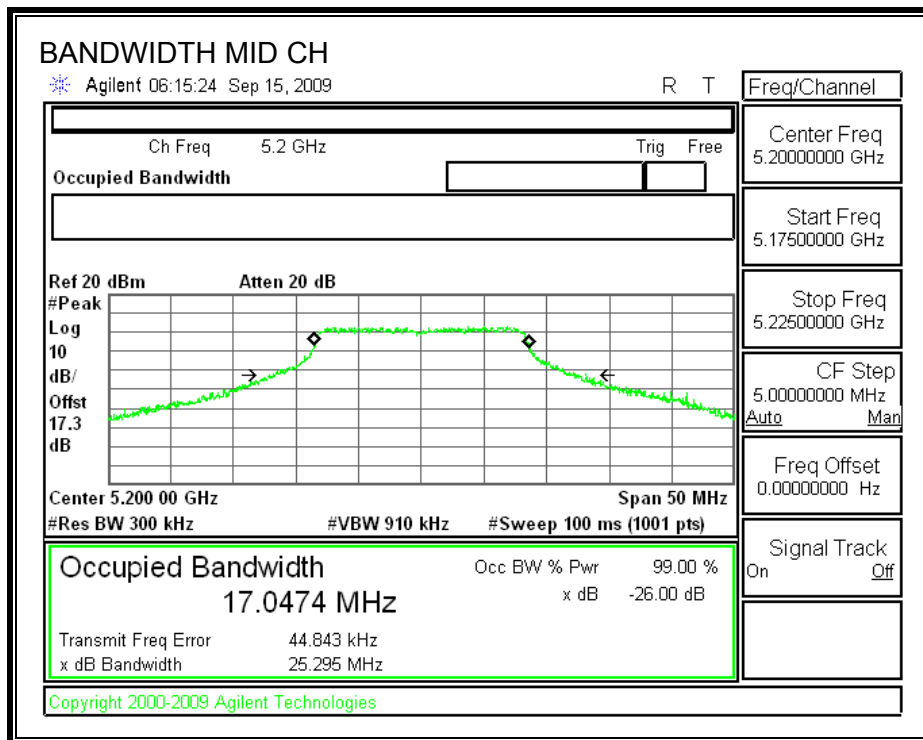 BANDWIDTH MID CH
Agilent 06:15:24 Sep 15, 2009 R T
Freq/Channel
Ch Freq 5.2 GHz Trig Free
Occupied Bandwidth
Center Freq
5.20000000 GHz
Start Freq
5.17500000 GHz
Stop Freq
5.22500000 GHz
CF Step
5.00000000 MHz
Auto Man
Freq Offset
0.00000000 Hz
Signal Track
On Off
Ref 20 dBm Atten 20 dB
#Peak
Log
10
dB/
Offst
17.3
dB
Center 5.200 00 GHz Span 50 MHz
#Res BW 300 kHz #VBW 910 kHz #Sweep 100 ms (1001 pts)
Occupied Bandwidth Occ BW % Pwr 99.00 %
17.0474 MHz x dB -26.00 dB
Transmit Freq Error 44.843 kHz
x dB Bandwidth 25.295 MHz
Copyright 2000-2009 Agilent Technologies